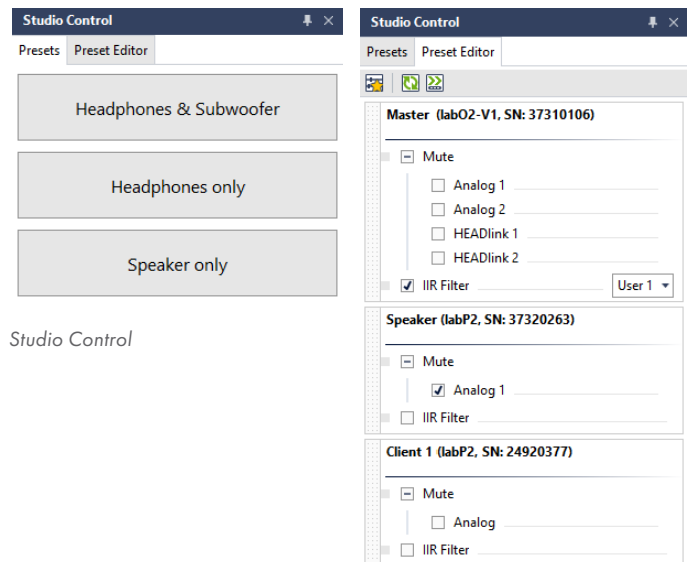 Studio Control
Presets Preset Editor
Headphones & Subwoofer
Headphones only
Speaker only
Studio Control
Studio Control
Presets Preset Editor
Master (labO2-V1, SN: 37310106)
Mute
Analog 1
Analog 2
HEADlink 1
HEADlink 2
IIR Filter User 1
Speaker (labP2, SN: 37320263)
Mute
Analog 1
IIR Filter
Client 1 (labP2, SN: 24920377)
Mute
Analog
IIR Filter